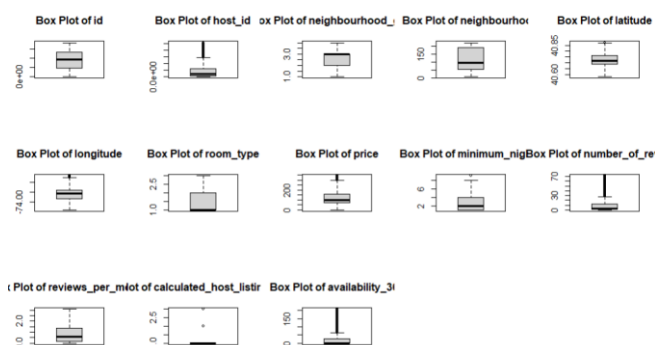 Box Plot of id
Box Plot of host_id
ox Plot of neighbourhood_g
Box Plot of neighbourhoo
Box Plot of latitude
0e+00
0.0e+00
1.0 3.0
0 150
40.60 40.85
Box Plot of longitude
Box Plot of room_type
Box Plot of price
Box Plot of minimum_nig
Box Plot of number_of_re
-74.00
1.0 2.5
0 200
2 6
0 30 70
Plot of reviews_per_m
lot of calculated_host_listin
Box Plot of availability_36
2.0
2.5
0 150